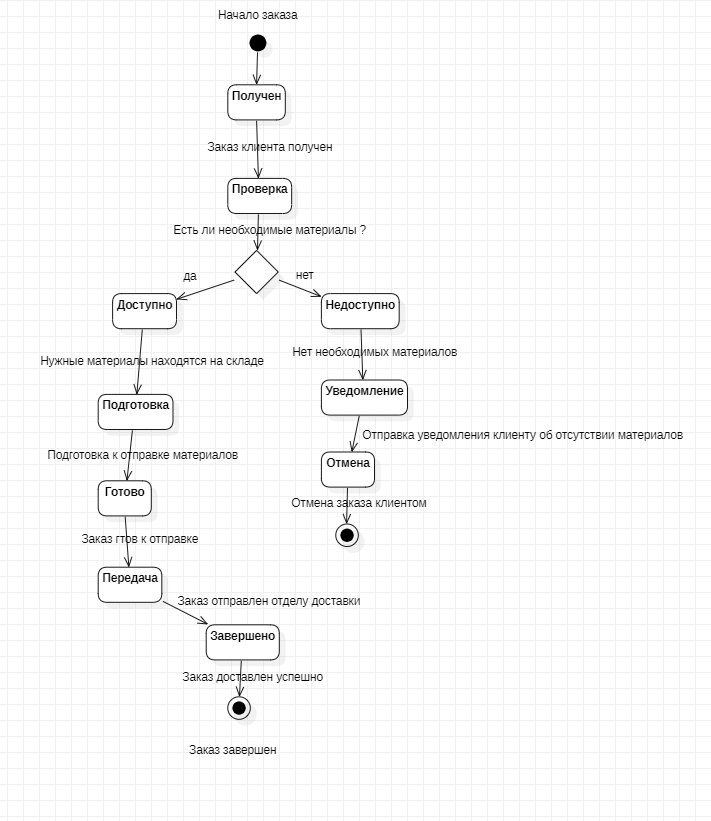 Начало заказа
Получен
Заказ клиента получен
Проверка
Есть ли необходимые материалы ?
да
нет
Доступно
Недоступно
Нужные материалы находятся на складе
Нет необходимых материалов
Подготовка
Уведомление
Подготовка к отправке материалов
Отправка уведомления клиенту об отсутствии материалов
Готово
Отмена
Заказ гтов к отправке
Отмена заказа клиентом
Передача
Заказ отправлен отделу доставки
Завершено
Заказ доставлен успешно
Заказ завершен